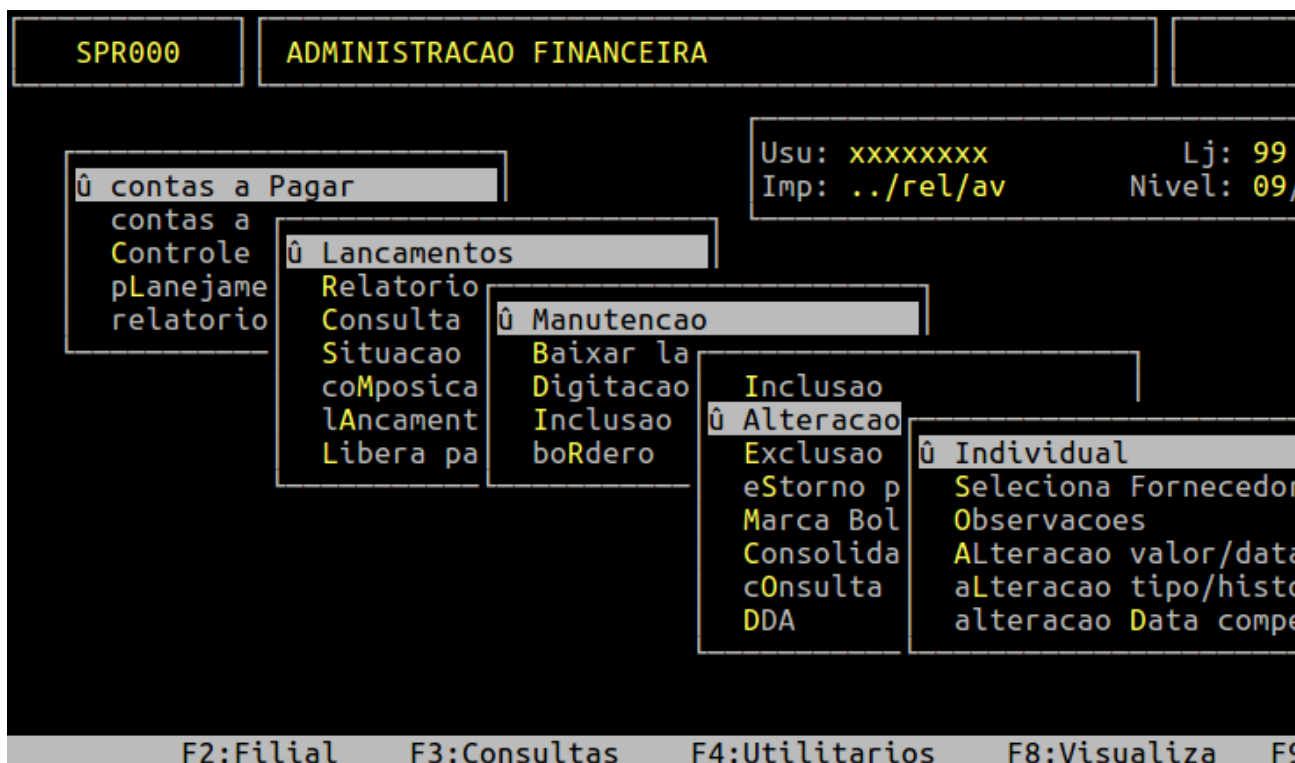 SPR000 ADMINISTRACAO FINANCEIRA
Usu: xxxxxxxx Lj: 99
Imp: ../rel/av Nivel: 09/
û contas a Pagar
contas a
Controle
pLanejame
relatorio
û Lancamentos
Relatorio
Consulta
Situacao
coMposica
lAncament
Libera pa
û Manutencao
Baixar la
Digitacao
Inclusao
boRdero
Inclusao
û Alteracao
Exclusao
eStorno p
Marca Bol
Consolida
cOnsulta
DDA
û Individual
Seleciona Fornecedor
Observacoes
ALteracao valor/data
aLteracao tipo/histo
alteracao Data compe
F2:Filial F3:Consultas F4:Utilitarios F8:Visualiza F9